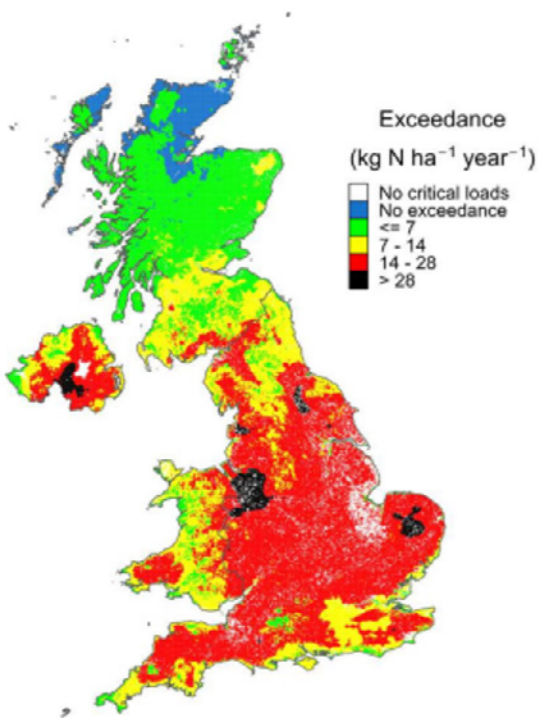 Exceedance
(kg N ha⁻¹ year⁻¹)
No critical loads
No exceedance
<= 7
7 - 14
14 - 28
> 28